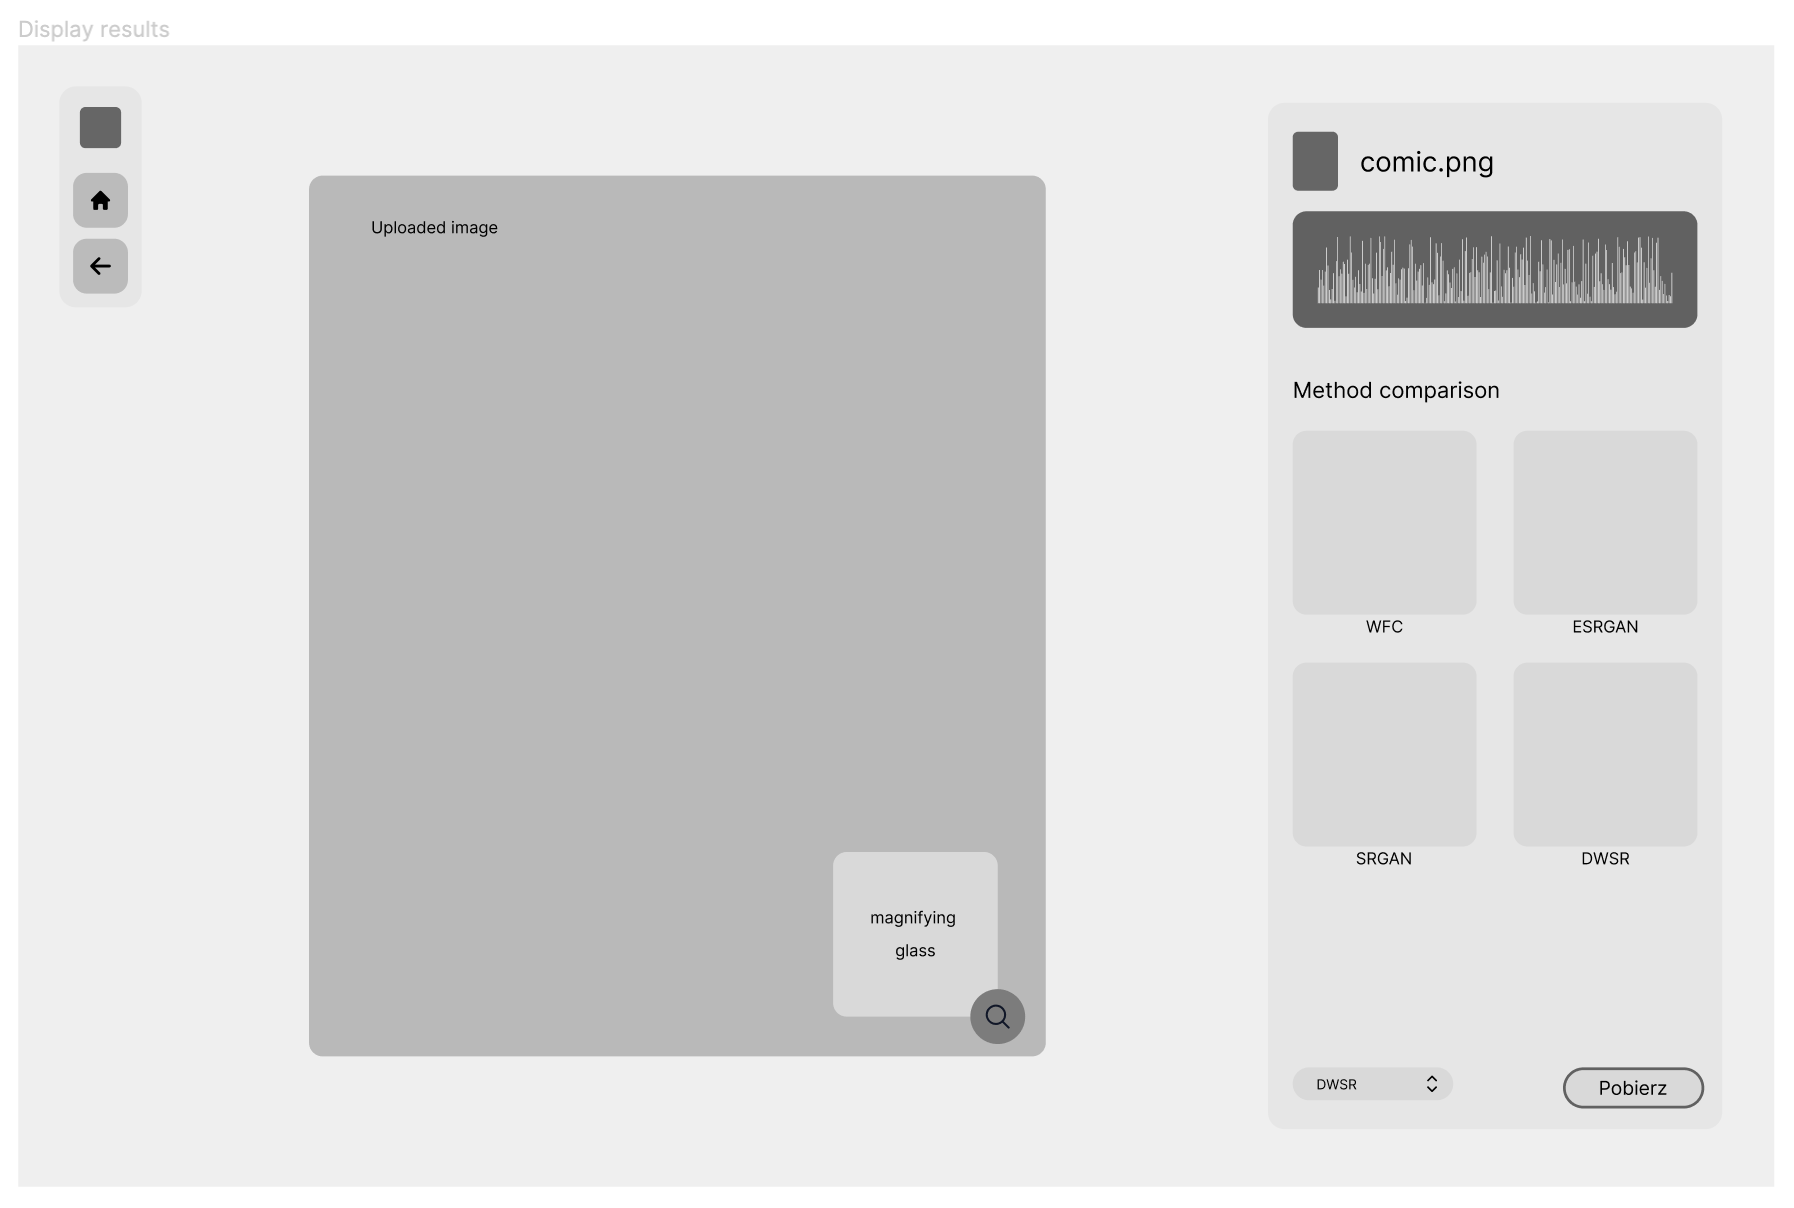 Display results
Uploaded image
magnifying
glass
comic.png
Method comparison
WFC
ESRGAN
SRGAN
DWSR
DWSR
Pobierz